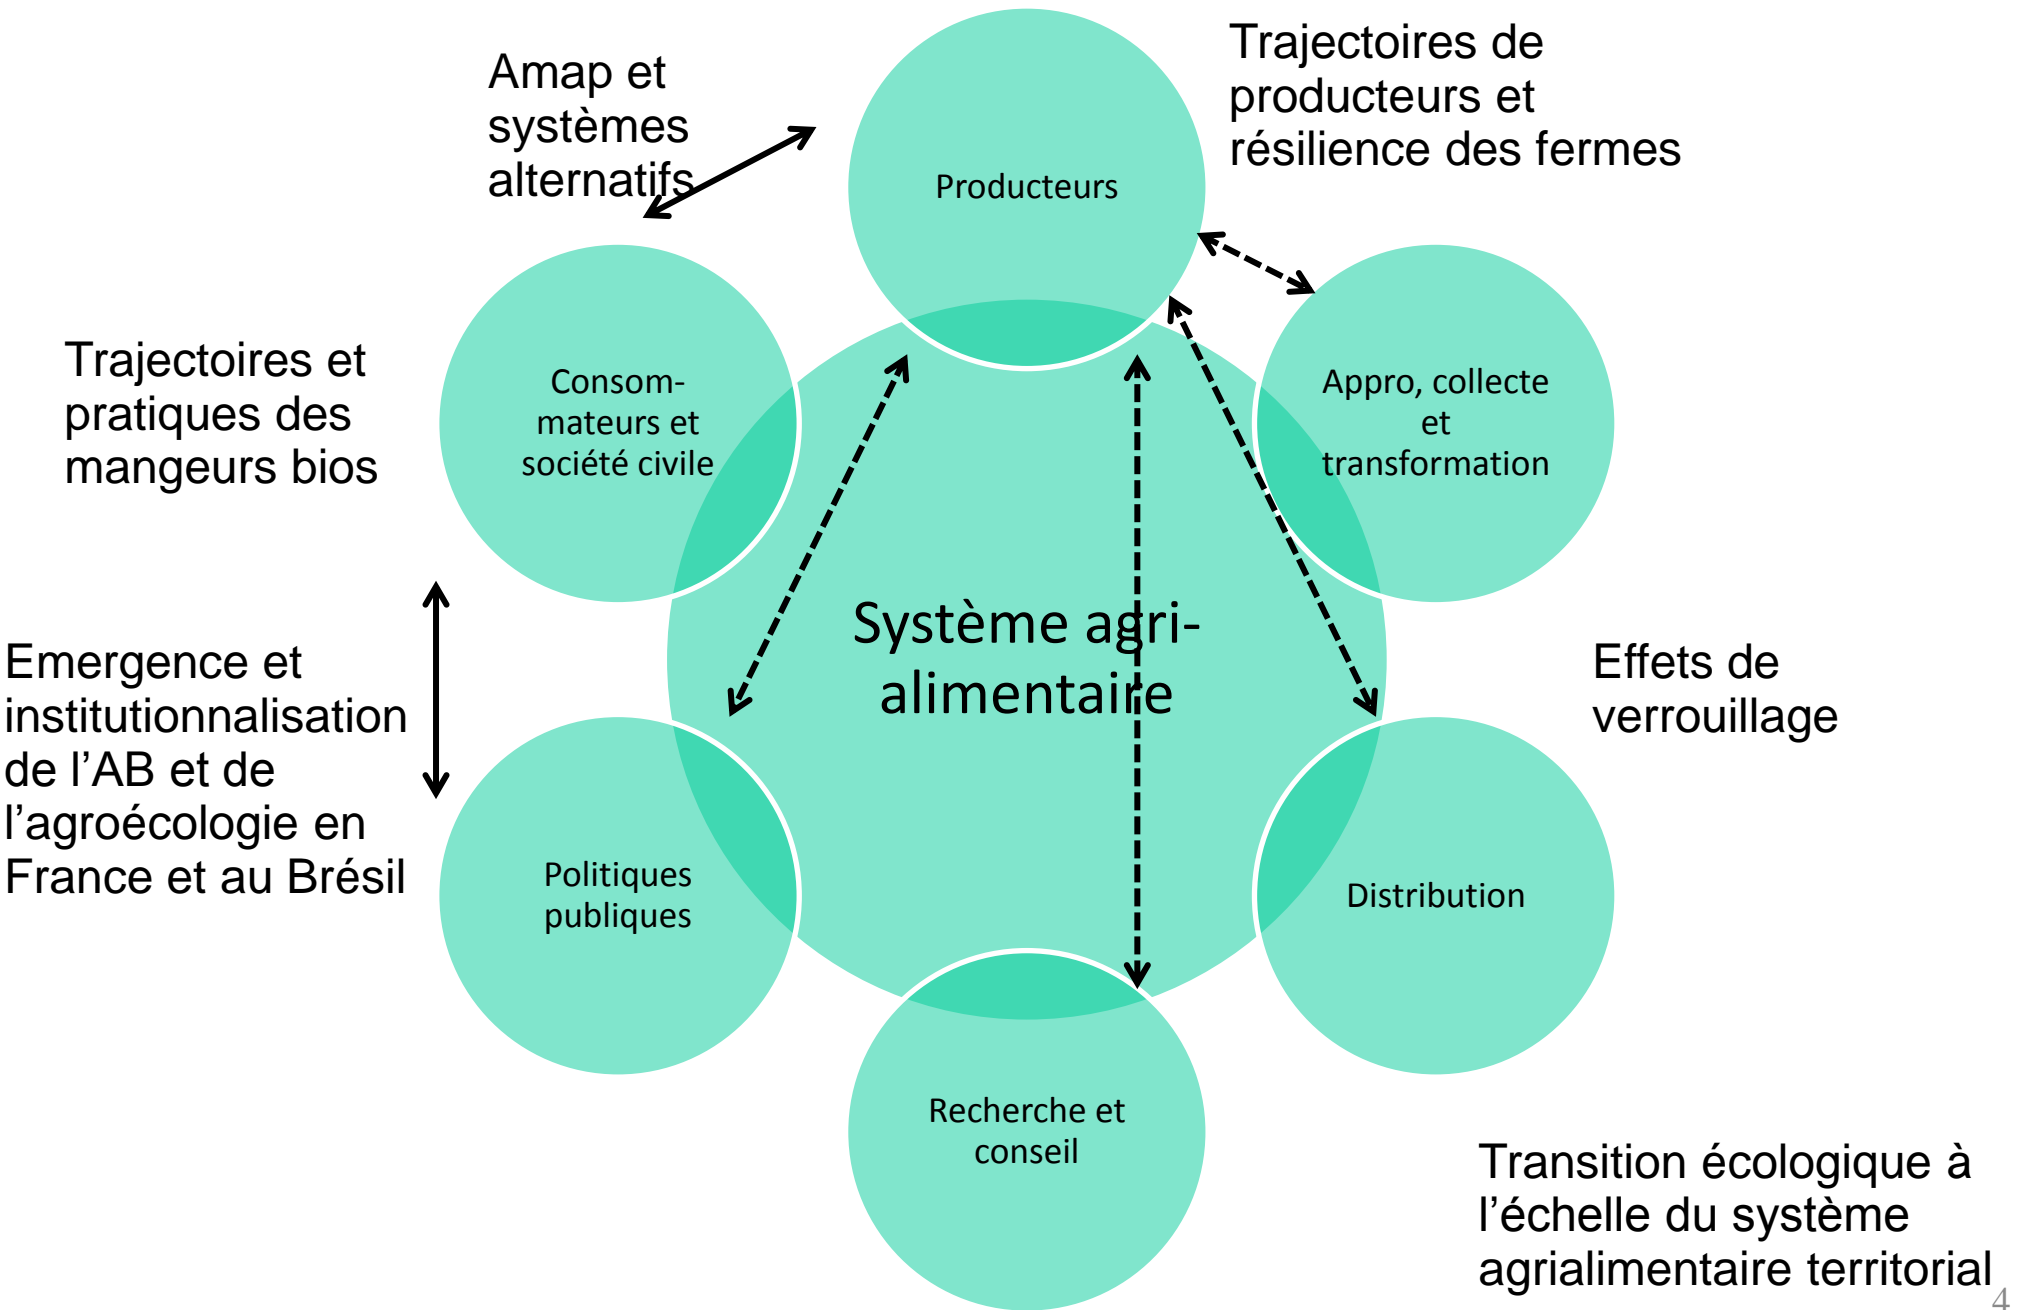 Amap et
systèmes
alternatifs
Producteurs
Trajectoires de
producteurs et
résilience des fermes
Trajectoires et
pratiques des
mangeurs bios
Consom-
mateurs et
société civile
Appro, collecte
et
transformation
Système agri-
alimentaire
Emergence et
institutionnalisation
de l’AB et de
l’agroécologie en
France et au Brésil
Effets de
verrouillage
Politiques
publiques
Distribution
Recherche et
conseil
Transition écologique à
l’échelle du système
agrialimentaire territorial
4